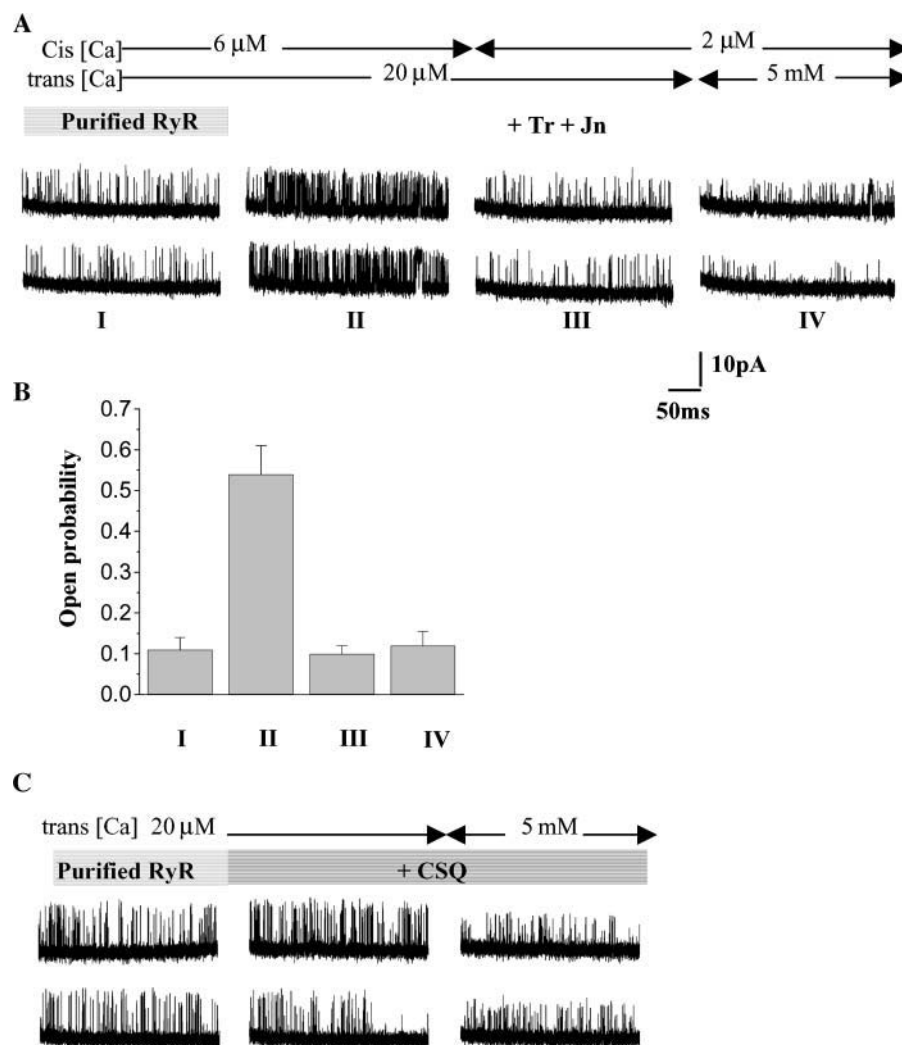 A
Cis [Ca] 6 µM 2 µM
trans [Ca] 20 µM 5 mM
Purified RyR + Tr + Jn
I II III IV
10pA
50ms
B
Open probability
0.7
0.6
0.5
0.4
0.3
0.2
0.1
0.0
I II III IV
C
trans [Ca] 20 µM 5 mM
Purified RyR + CSQ